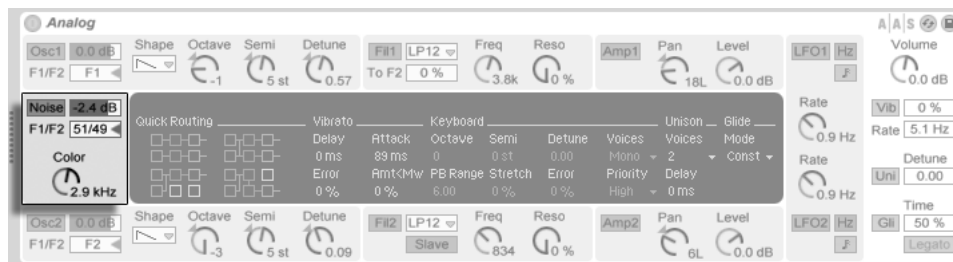 Analog
A|A|S
Osc1 0.0 dB Shape Octave Semi Detune Fil1 LP12 Freq Reso Amp1 Pan Level LFO1 Hz Volume
F1/F2 F1 -1 5 st 0.57 To F2 0 % 3.8k 0 % 18L 0.0 dB 0.0 dB
Noise -2.4 dB Quick Routing Vibrato Keyboard Unison Glide Rate Vib 0 %
F1/F2 51/49 Delay Attack Octave Semi Detune Voices Voices Mode 0.9 Hz Rate 5.1 Hz
Color 0 ms 89 ms 0 0 st 0.00 Mono 2 Const Rate Detune
2.9 kHz Error Amt<Mw PB Range Stretch Error Priority Delay 0.9 Hz Uni 0.00
0 % 0 % 6.00 0 % 0 % High 0 ms
Osc2 0.0 dB Shape Octave Semi Detune Fil2 LP12 Freq Reso Amp2 Pan Level LFO2 Hz Time
Gli 50 %
F1/F2 F2 -3 5 st 0.09 Slave 834 0 % 6L 0.0 dB Legato